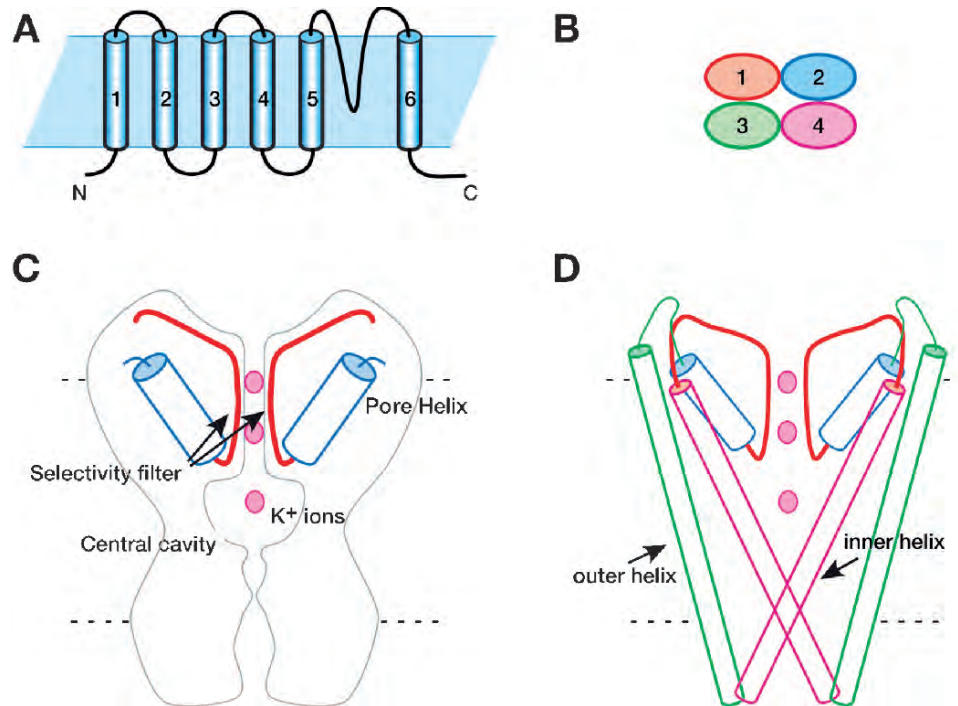 A
1 2 3 4 5 6
N
C
B
1 2
3 4
C
Pore Helix
Selectivity filter
K+ ions
Central cavity
D
inner helix
outer helix